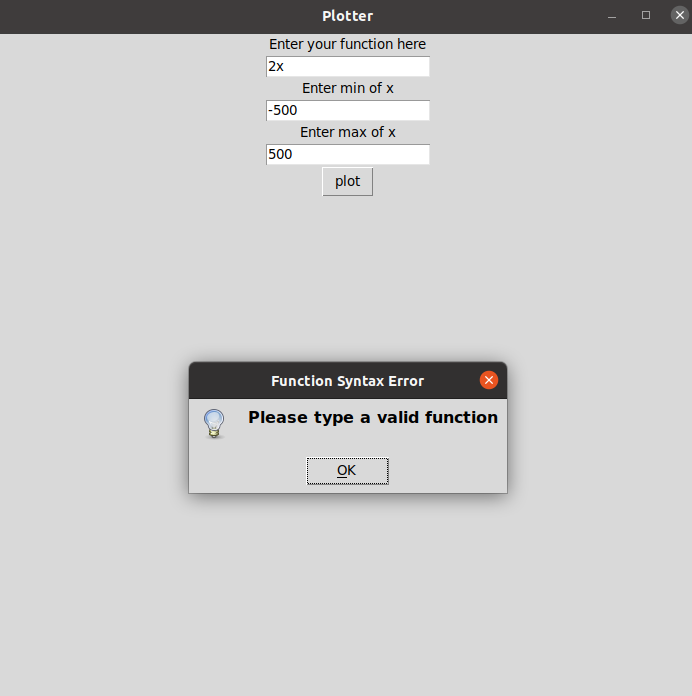 Plotter
Enter your function here
2x
Enter min of x
-500
Enter max of x
500
plot
Function Syntax Error
Please type a valid function
OK